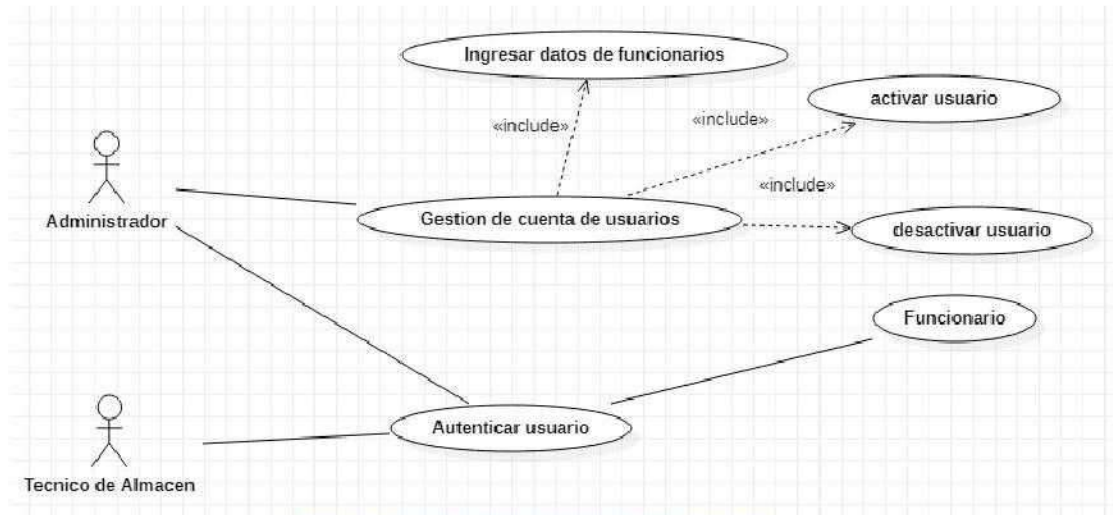 Ingresar datos de funcionarios
activar usuario
«include»
«include»
«include»
Administrador
Gestion de cuenta de usuarios
desactivar usuario
Funcionario
Autenticar usuario
Tecnico de Almacen